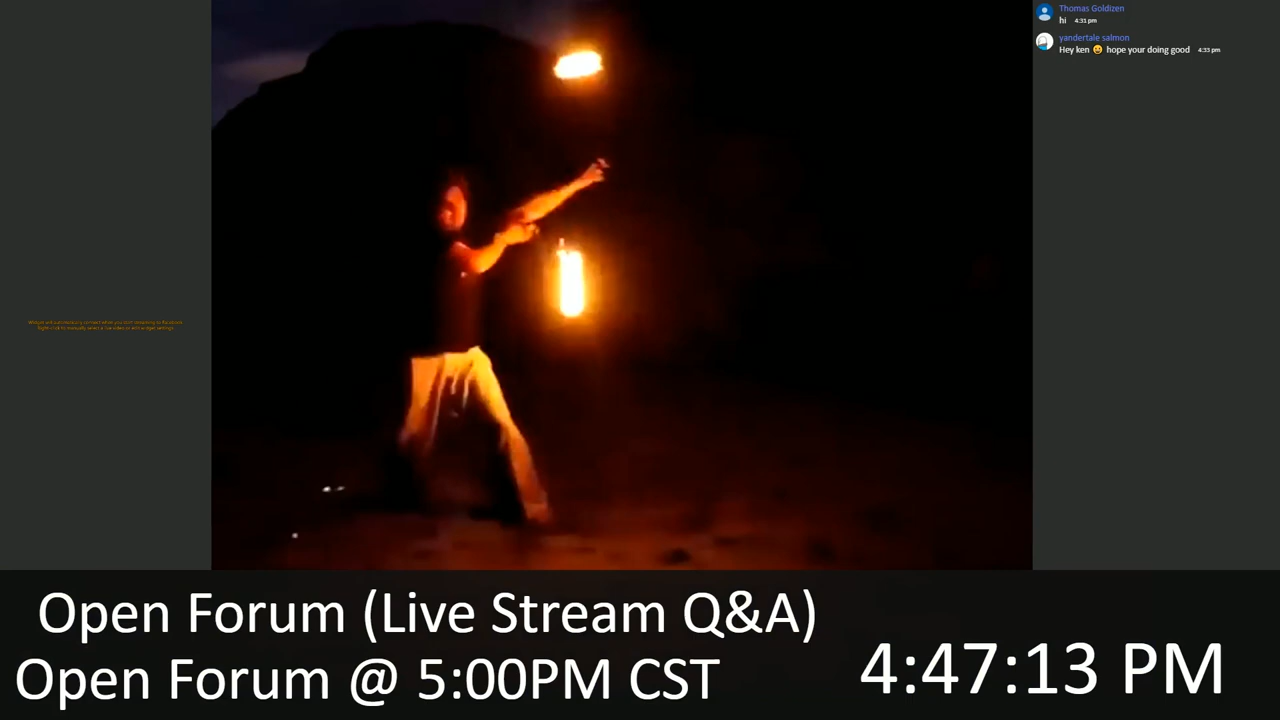 Thomas Goldizen
hi 4:31 pm
yandertale salmon
Hey ken 😀 hope your doing good 4:33 pm
Open Forum (Live Stream Q&A)
Open Forum @ 5:00PM CST
4:47:13 PM